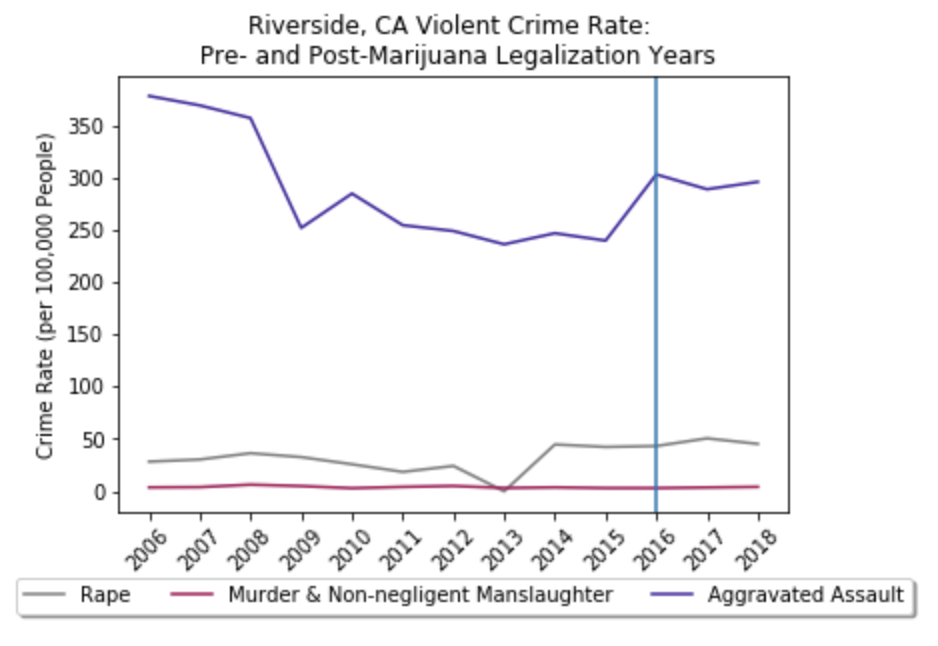 Riverside, CA Violent Crime Rate:
Pre- and Post-Marijuana Legalization Years
Crime Rate (per 100,000 People)
350
300
250
200
150
100
50
0
2006 2007 2008 2009 2010 2011 2012 2013 2014 2015 2016 2017 2018
Rape Murder & Non-negligent Manslaughter Aggravated Assault